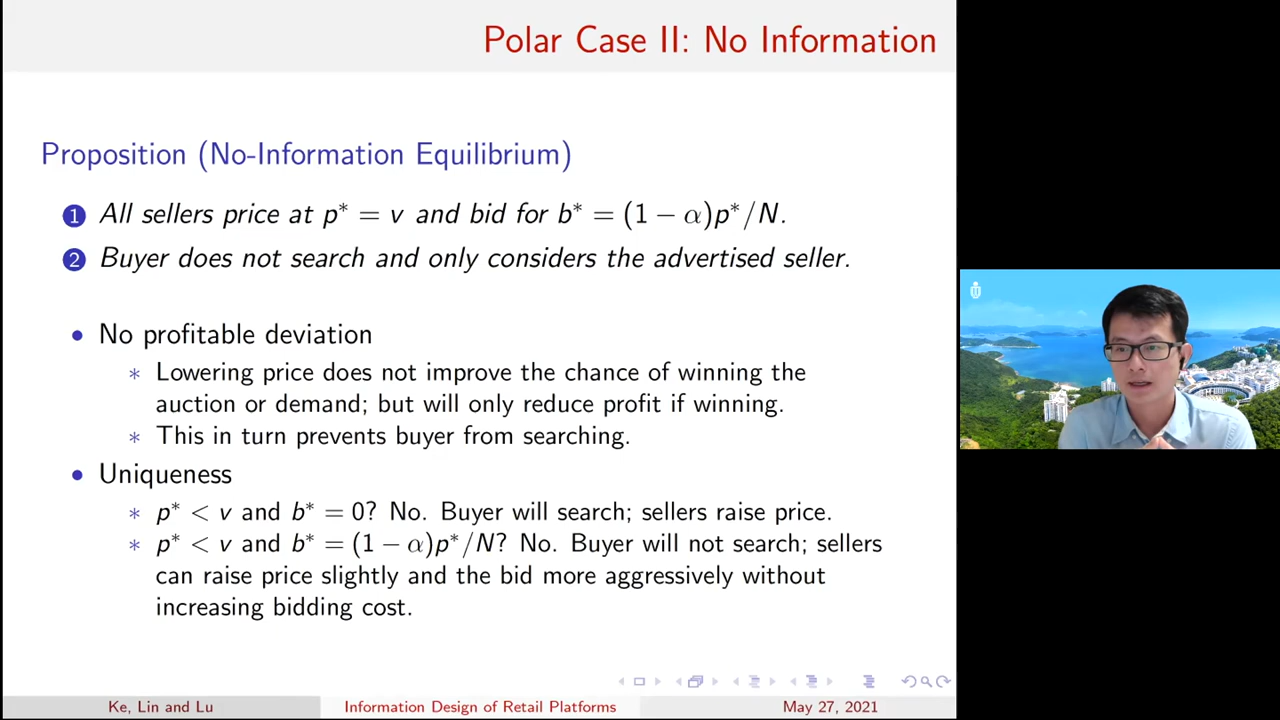 Polar Case II: No Information
Proposition (No-Information Equilibrium)
1 All sellers price at p* = v and bid for b* = (1 − α)p*/N.
2 Buyer does not search and only considers the advertised seller.
• No profitable deviation
* Lowering price does not improve the chance of winning the
auction or demand; but will only reduce profit if winning.
* This in turn prevents buyer from searching.
• Uniqueness
* p* < v and b* = 0? No. Buyer will search; sellers raise price.
* p* < v and b* = (1 − α)p*/N? No. Buyer will not search; sellers
can raise price slightly and the bid more aggressively without
increasing bidding cost.
Ke, Lin and Lu
Information Design of Retail Platforms
May 27, 2021